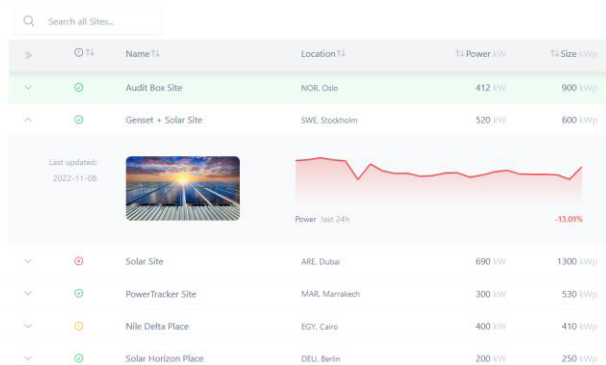 Search all Sites...
Name Location Power kW Size kWp
Audit Box Site NOR, Oslo 412 kW 900 kWp
Genset + Solar Site SWE, Stockholm 520 kW 600 kWp
Last updated:
2022-11-08
Power last 24h -13.01%
Solar Site ARE, Dubai 690 kW 1300 kWp
PowerTracker Site MAR, Marrakech 300 kW 530 kWp
Nile Delta Place EGY, Cairo 400 kW 410 kWp
Solar Horizon Place DEU, Berlin 200 kW 250 kWp